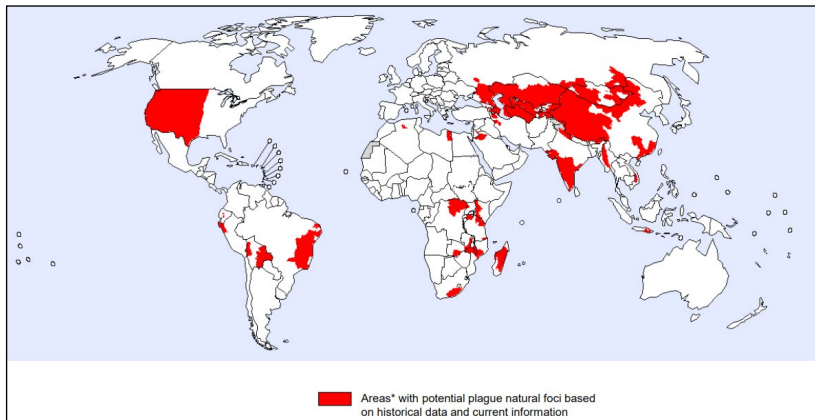 Areas* with potential plague natural foci based
on historical data and current information